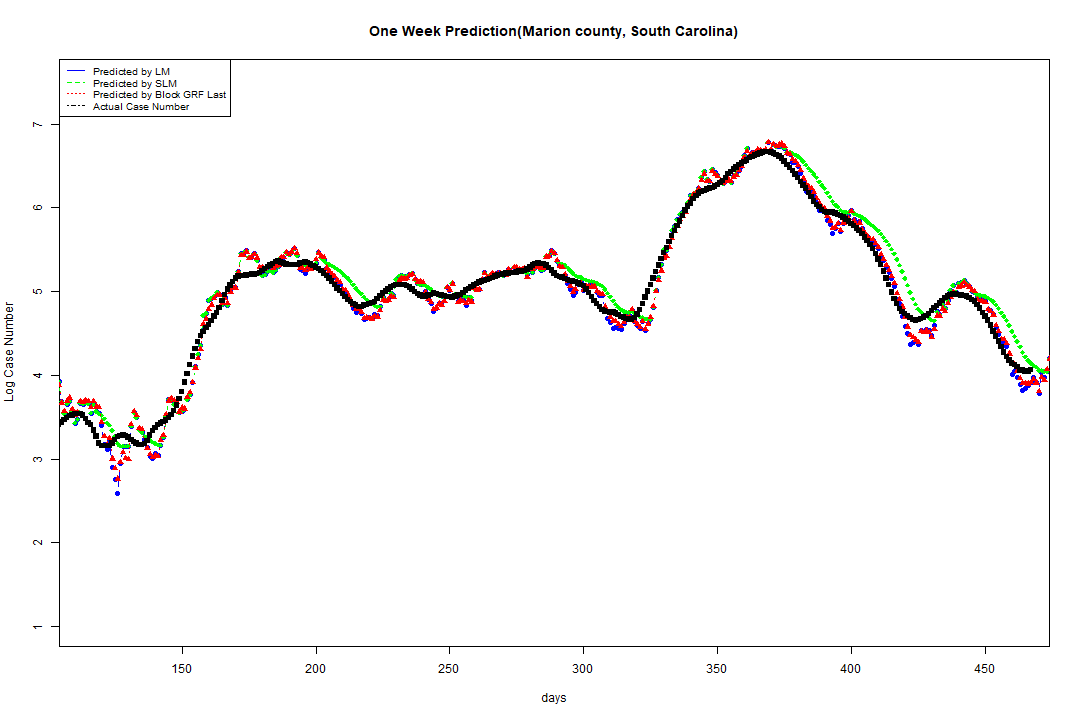 One Week Prediction(Marion county, South Carolina)
Predicted by LM
Predicted by SLM
Predicted by Block GRF Last
Actual Case Number
7
6
5
4
3
2
1
Log Case Number
150 200 250 300 350 400 450
days